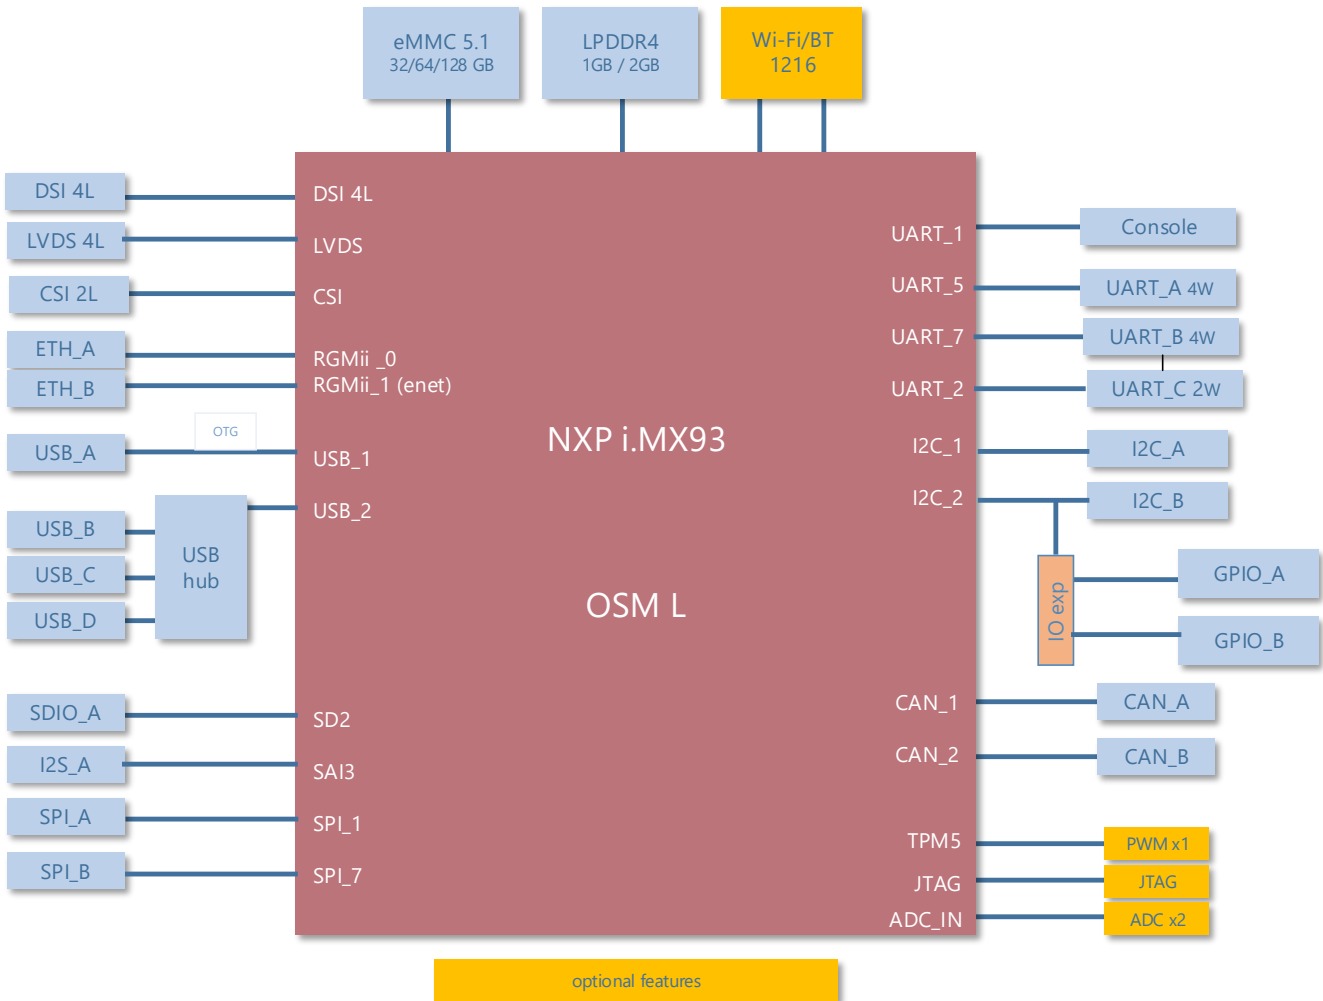 eMMC 5.1
32/64/128 GB
LPDDR4
1GB / 2GB
Wi-Fi/BT
1216
DSI 4L
LVDS 4L
CSI 2L
ETH_A
ETH_B
OTG
USB_A
USB_B
USB_C
USB_D
USB
hub
SDIO_A
I2S_A
SPI_A
SPI_B
DSI 4L
LVDS
CSI
RGMii _0
RGMii_1 (enet)
USB_1
USB_2
SD2
SAI3
SPI_1
SPI_7
NXP i.MX93
OSM L
UART_1
UART_5
UART_7
UART_2
I2C_1
I2C_2
CAN_1
CAN_2
TPM5
JTAG
ADC_IN
Console
UART_A 4W
UART_B 4W
UART_C 2W
I2C_A
I2C_B
IO exp
GPIO_A
GPIO_B
CAN_A
CAN_B
PWM x1
JTAG
ADC x2
optional features